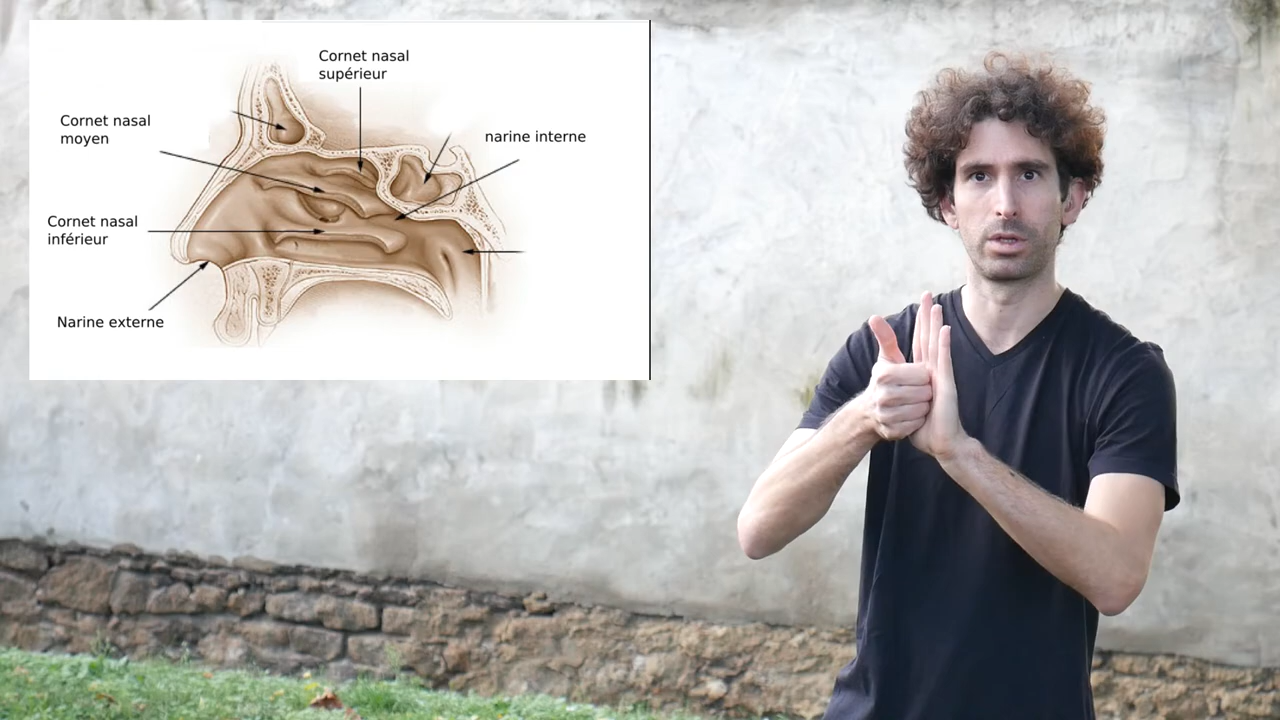 Cornet nasal
supérieur
Cornet nasal
moyen
narine interne
Cornet nasal
inférieur
Narine externe